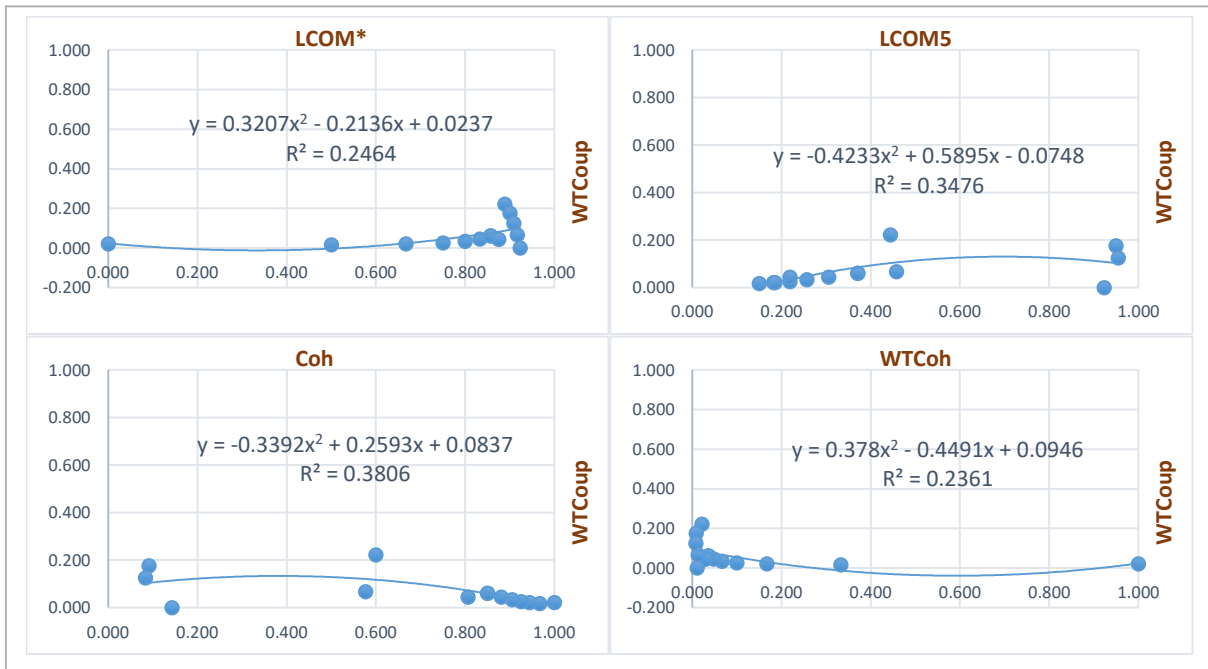 LCOM*
1.000
0.800
0.600
0.400
0.200
0.000
-0.200
0.000 0.200 0.400 0.600 0.800 1.000
y = 0.3207x² - 0.2136x + 0.0237
R² = 0.2464
WTCoup
LCOM5
1.000
0.800
0.600
0.400
0.200
0.000
0.000 0.200 0.400 0.600 0.800 1.000
y = -0.4233x² + 0.5895x - 0.0748
R² = 0.3476
WTCoup
Coh
1.000
0.800
0.600
0.400
0.200
0.000
0.000 0.200 0.400 0.600 0.800 1.000
y = -0.3392x² + 0.2593x + 0.0837
R² = 0.3806
WTCoup
WTCoh
1.000
0.800
0.600
0.400
0.200
0.000
-0.200
0.000 0.200 0.400 0.600 0.800 1.000
y = 0.378x² - 0.4491x + 0.0946
R² = 0.2361
WTCoup